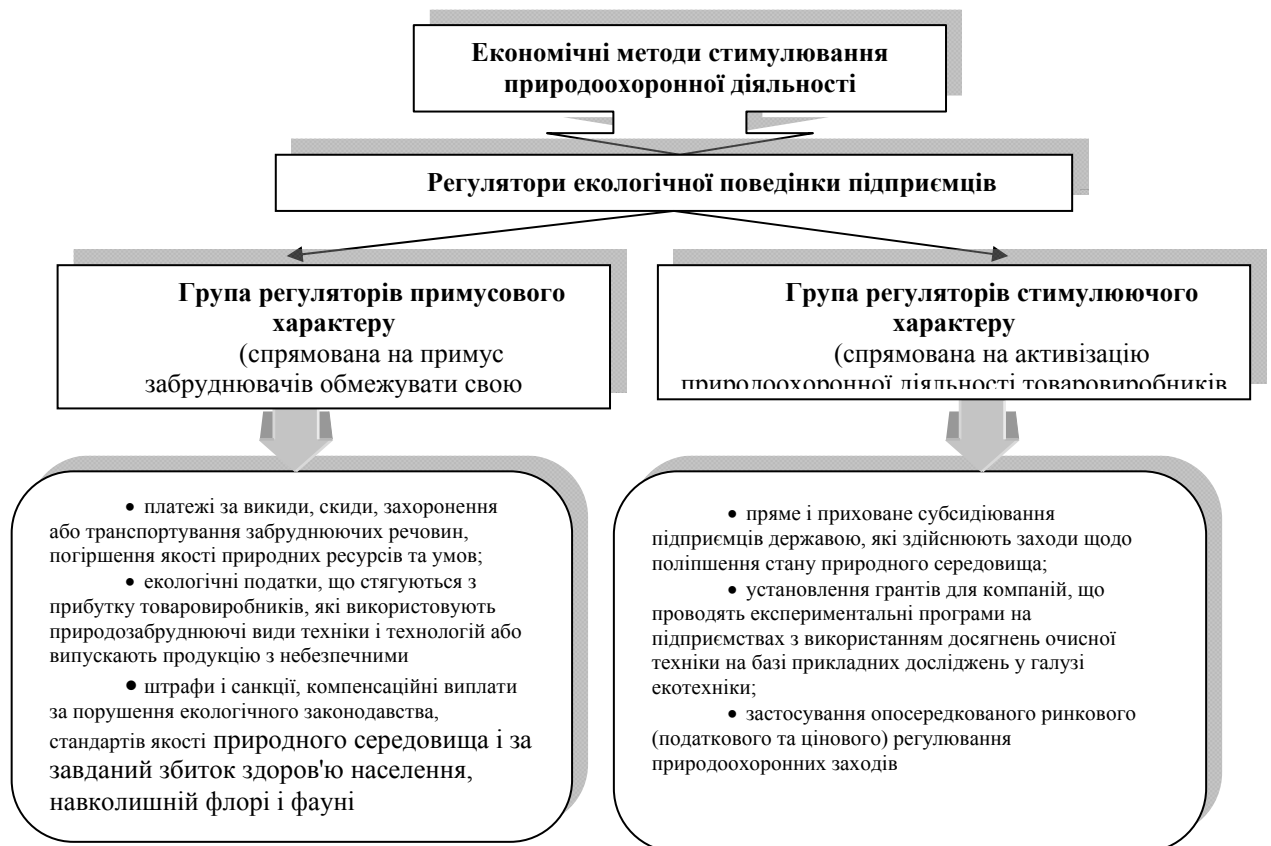 Економічні методи стимулювання
природоохоронної діяльності
Регулятори екологічної поведінки підприємців
Група регуляторів примусового
характеру
(спрямована на примус
забруднювачів обмежувати свою
Група регуляторів стимулюючого
характеру
(спрямована на активізацію
природоохоронної діяльності товаровиробників
• платежі за викиди, скиди, захоронення
або транспортування забруднюючих речовин,
погіршення якості природних ресурсів та умов;
• екологічні податки, що стягуються з
прибутку товаровиробників, які використовують
природозабруднюючі види техніки і технологій або
випускають продукцію з небезпечними
• штрафи і санкції, компенсаційні виплати
за порушення екологічного законодавства,
стандартів якості природного середовища і за
завданий збиток здоров'ю населення,
навколишній флорі і фауні
• пряме і приховане субсидіювання
підприємців державою, які здійснюють заходи щодо
поліпшення стану природного середовища;
• установлення грантів для компаній, що
проводять експериментальні програми на
підприємствах з використанням досягнень очисної
техніки на базі прикладних досліджень у галузі
екотехніки;
• застосування опосередкованого ринкового
(податкового та цінового) регулювання
природоохоронних заходів